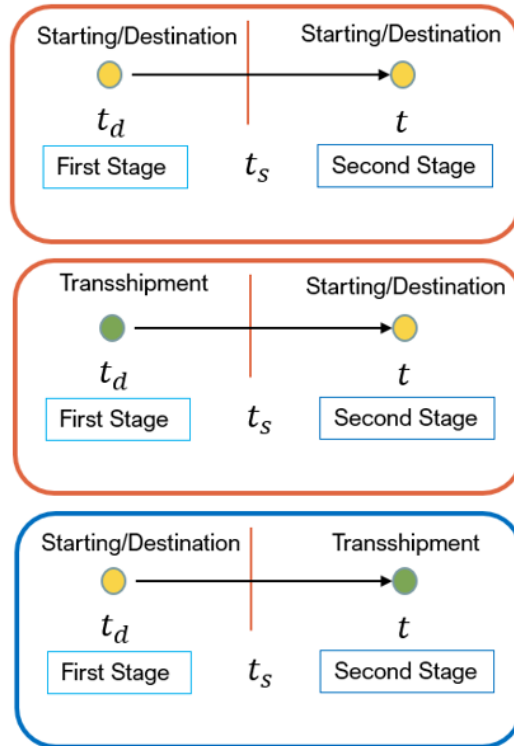 Starting/Destination Starting/Destination
t_d t
First Stage t_s Second Stage
Transshipment Starting/Destination
t_d t
First Stage t_s Second Stage
Starting/Destination Transshipment
t_d t
First Stage t_s Second Stage